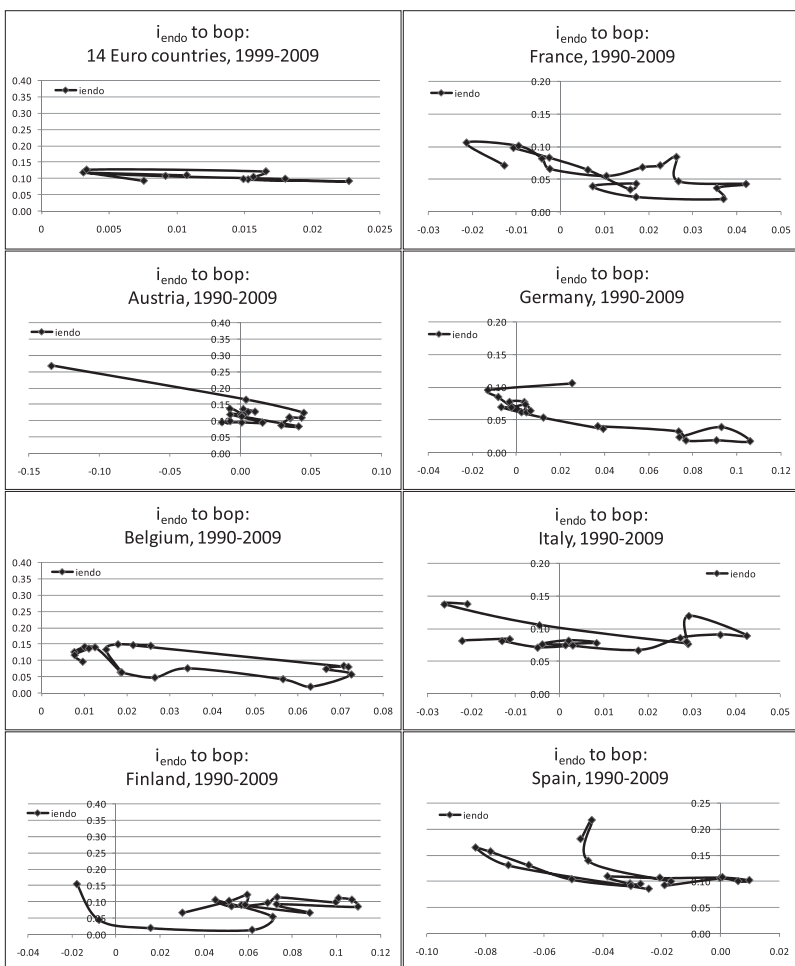 i_endo to bop:
14 Euro countries, 1999-2009
iendo
0.40
0.35
0.30
0.25
0.20
0.15
0.10
0.05
0.00
0 0.005 0.01 0.015 0.02 0.025
i_endo to bop:
France, 1990-2009
iendo
0.20
0.15
0.10
0.05
0.00
-0.03 -0.02 -0.01 0 0.01 0.02 0.03 0.04 0.05
i_endo to bop:
Austria, 1990-2009
iendo
0.40
0.35
0.30
0.25
0.20
0.15
0.10
0.05
0.00
-0.15 -0.10 -0.05 0.00 0.05 0.10
i_endo to bop:
Germany, 1990-2009
iendo
0.20
0.15
0.10
0.05
0.00
-0.04 -0.02 0 0.02 0.04 0.06 0.08 0.1 0.12
i_endo to bop:
Belgium, 1990-2009
iendo
0.40
0.35
0.30
0.25
0.20
0.15
0.10
0.05
0.00
0 0.01 0.02 0.03 0.04 0.05 0.06 0.07 0.08
i_endo to bop:
Italy, 1990-2009
iendo
0.20
0.15
0.10
0.05
0.00
-0.03 -0.02 -0.01 0 0.01 0.02 0.03 0.04 0.05
i_endo to bop:
Finland, 1990-2009
iendo
0.40
0.35
0.30
0.25
0.20
0.15
0.10
0.05
0.00
-0.04 -0.02 0 0.02 0.04 0.06 0.08 0.1 0.12
i_endo to bop:
Spain, 1990-2009
iendo
0.25
0.20
0.15
0.10
0.05
0.00
-0.10 -0.08 -0.06 -0.04 -0.02 0.00 0.02